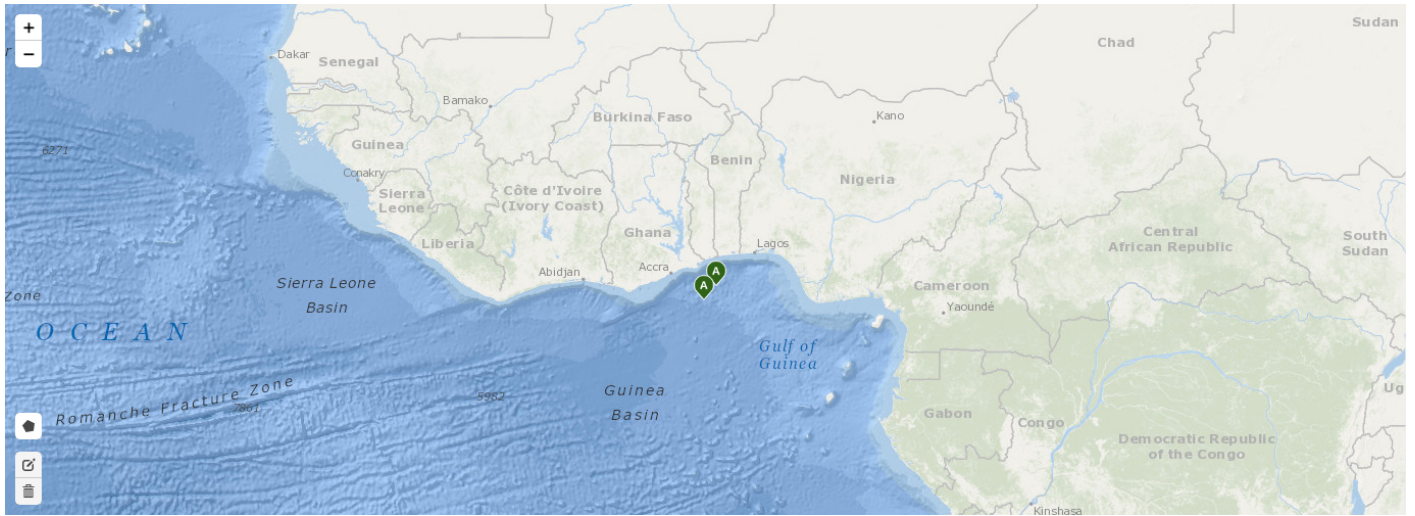 +
−
Sudan
Chad
Dakar
Senegal
Bamako
Kano
Burkina Faso
6271
Guinea
Benin
Conakry
Nigeria
Sierra
Leone
Côte d'Ivoire
(Ivory Coast)
Ghana
Central
African Republic
South
Sudan
Liberia
Lagos
Accra
Abidjan
A
A
Sierra Leone
Basin
Cameroon
Yaoundé
Zone
OCEAN
Gulf of
Guinea
Romanche Fracture Zone
7861
5982
Guinea
Basin
Gabon
Congo
Ug
Democratic Republic
of the Congo
Kinshasa